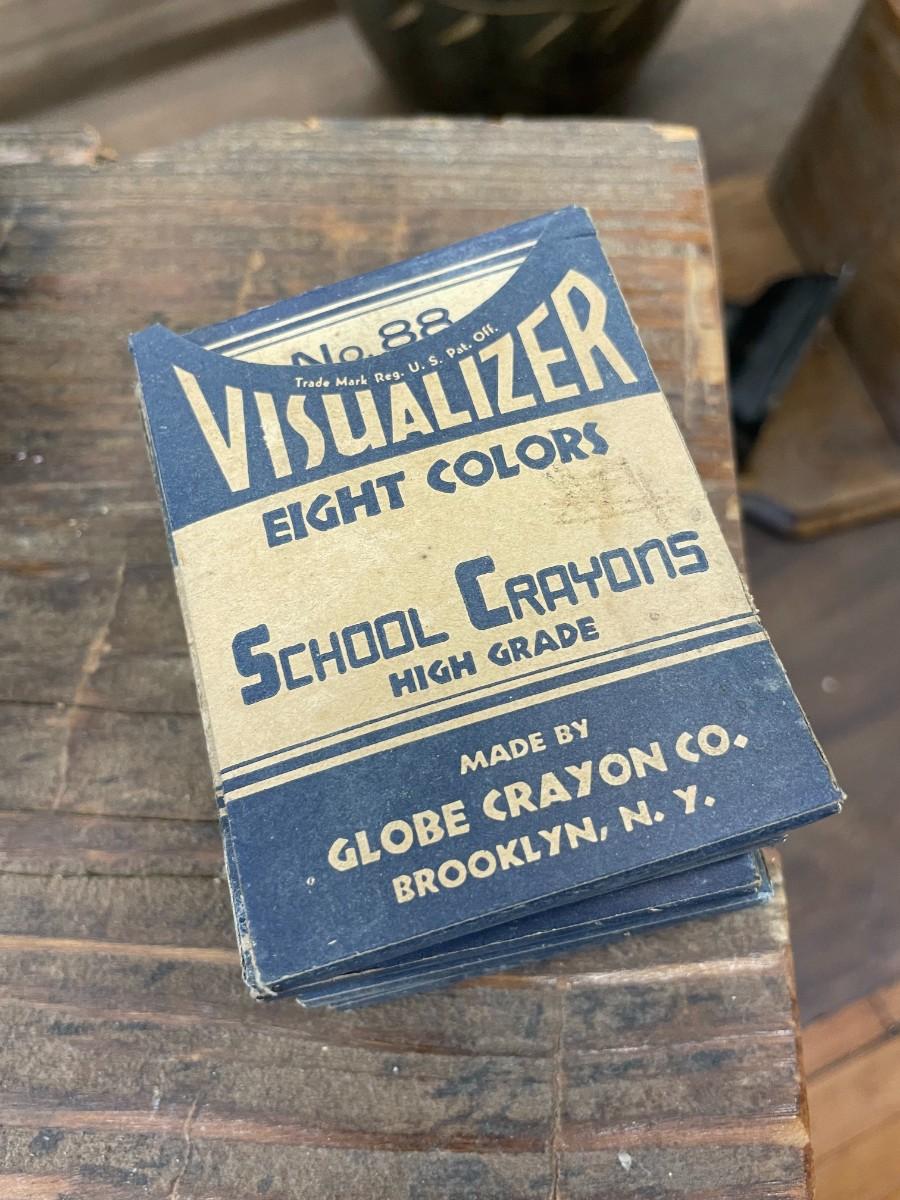 No. 88
Trade Mark Reg. U. S. Pat. Off.
VISUALIZER
EIGHT COLORS
SCHOOL CRAYONS
HIGH GRADE
MADE BY
GLOBE CRAYON CO.
BROOKLYN, N. Y.